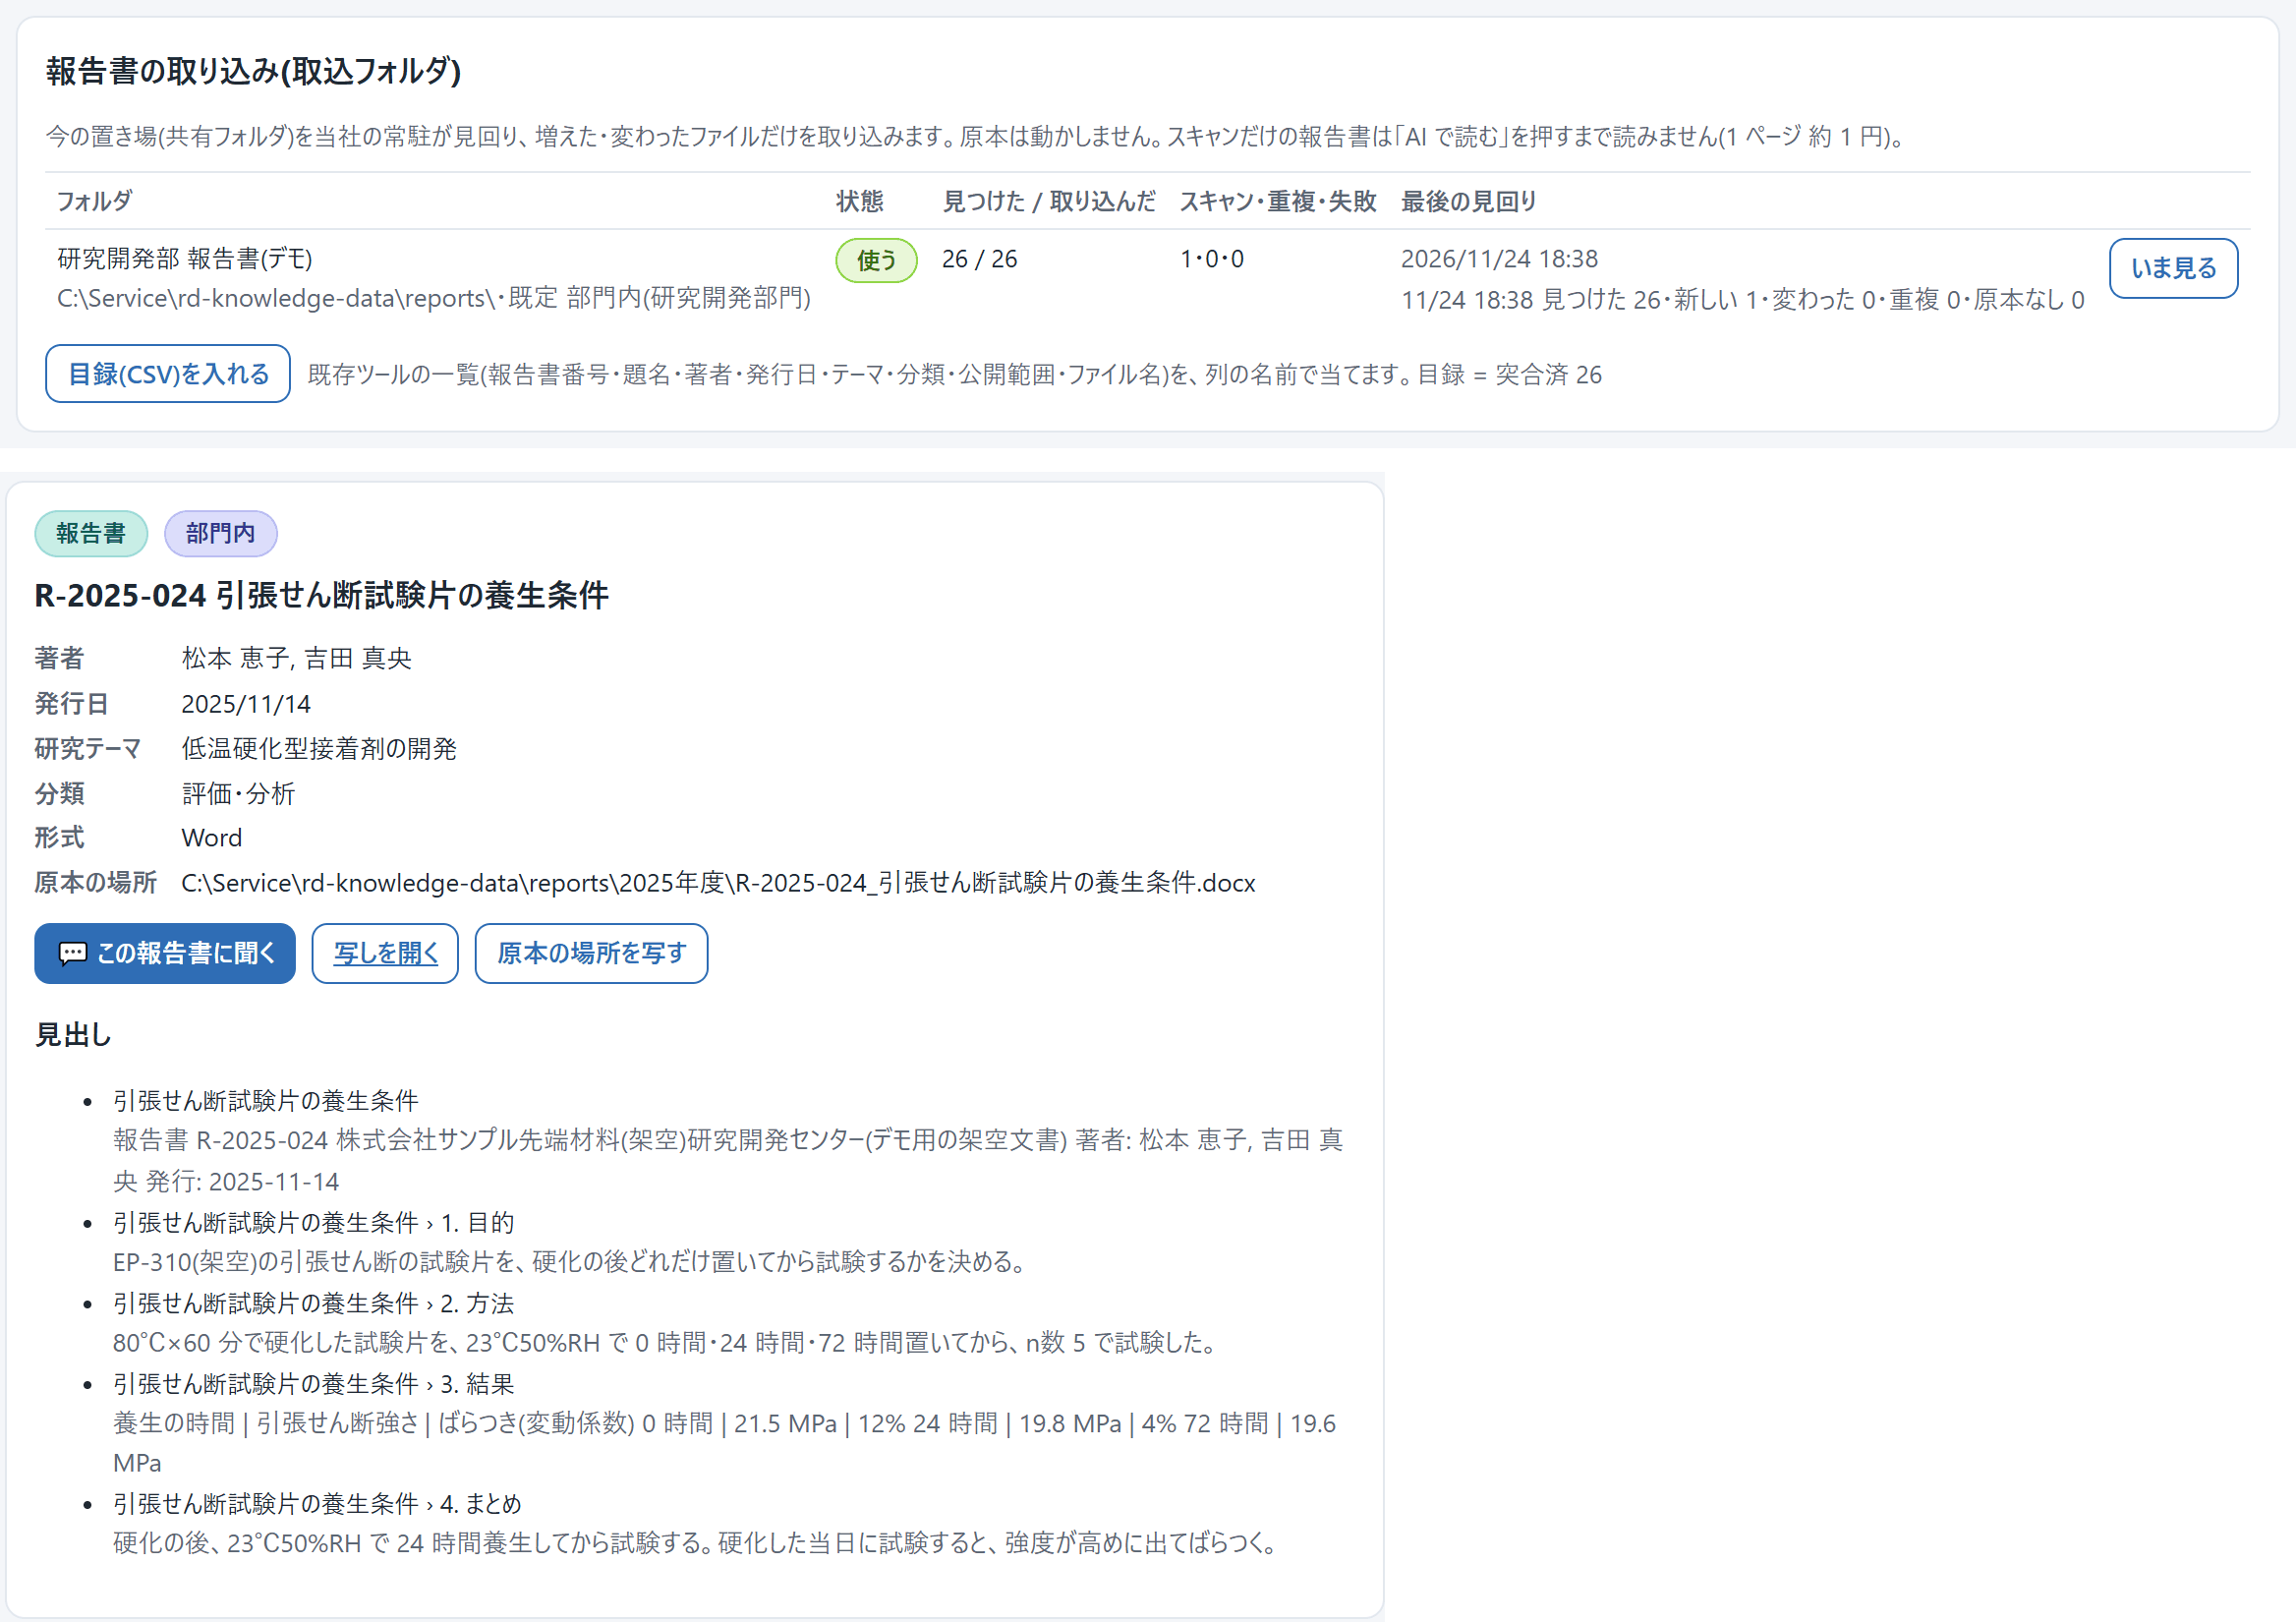 報告書の取り込み(取込フォルダ)
今の置き場(共有フォルダ)を当社の常駐が見回り、増えた・変わったファイルだけを取り込みます。原本は動かしません。スキャンだけの報告書は「AI で読む」を押すまで読みません(1 ページ 約 1 円)。
フォルダ 状態 見つけた / 取り込んだ スキャン・重複・失敗 最後の見回り
研究開発部 報告書(デモ) 使う 26 / 26 1・0・0 2026/11/24 18:38 いま見る
C:\Service\rd-knowledge-data\reports\・既定 部門内(研究開発部門) 11/24 18:38 見つけた 26・新しい 1・変わった 0・重複 0・原本なし 0
目録(CSV)を入れる 既存ツールの一覧(報告書番号・題名・著者・発行日・テーマ・分類・公開範囲・ファイル名)を、列の名前で当てます。目録 = 突合済 26
報告書 部門内
R-2025-024 引張せん断試験片の養生条件
著者 松本 恵子, 吉田 真央
発行日 2025/11/14
研究テーマ 低温硬化型接着剤の開発
分類 評価・分析
形式 Word
原本の場所 C:\Service\rd-knowledge-data\reports\2025年度\R-2025-024_引張せん断試験片の養生条件.docx
💬 この報告書に聞く 写しを開く 原本の場所を写す
見出し
• 引張せん断試験片の養生条件
報告書 R-2025-024 株式会社サンプル先端材料(架空)研究開発センター(デモ用の架空文書) 著者: 松本 恵子, 吉田 真
央 発行: 2025-11-14
• 引張せん断試験片の養生条件 › 1. 目的
EP-310(架空)の引張せん断の試験片を、硬化の後どれだけ置いてから試験するかを決める。
• 引張せん断試験片の養生条件 › 2. 方法
80℃×60 分で硬化した試験片を、23℃50%RH で 0 時間・24 時間・72 時間置いてから、n数 5 で試験した。
• 引張せん断試験片の養生条件 › 3. 結果
養生の時間 | 引張せん断強さ | ばらつき(変動係数) 0 時間 | 21.5 MPa | 12% 24 時間 | 19.8 MPa | 4% 72 時間 | 19.6
MPa
• 引張せん断試験片の養生条件 › 4. まとめ
硬化の後、23℃50%RH で 24 時間養生してから試験する。硬化した当日に試験すると、強度が高めに出てばらつく。